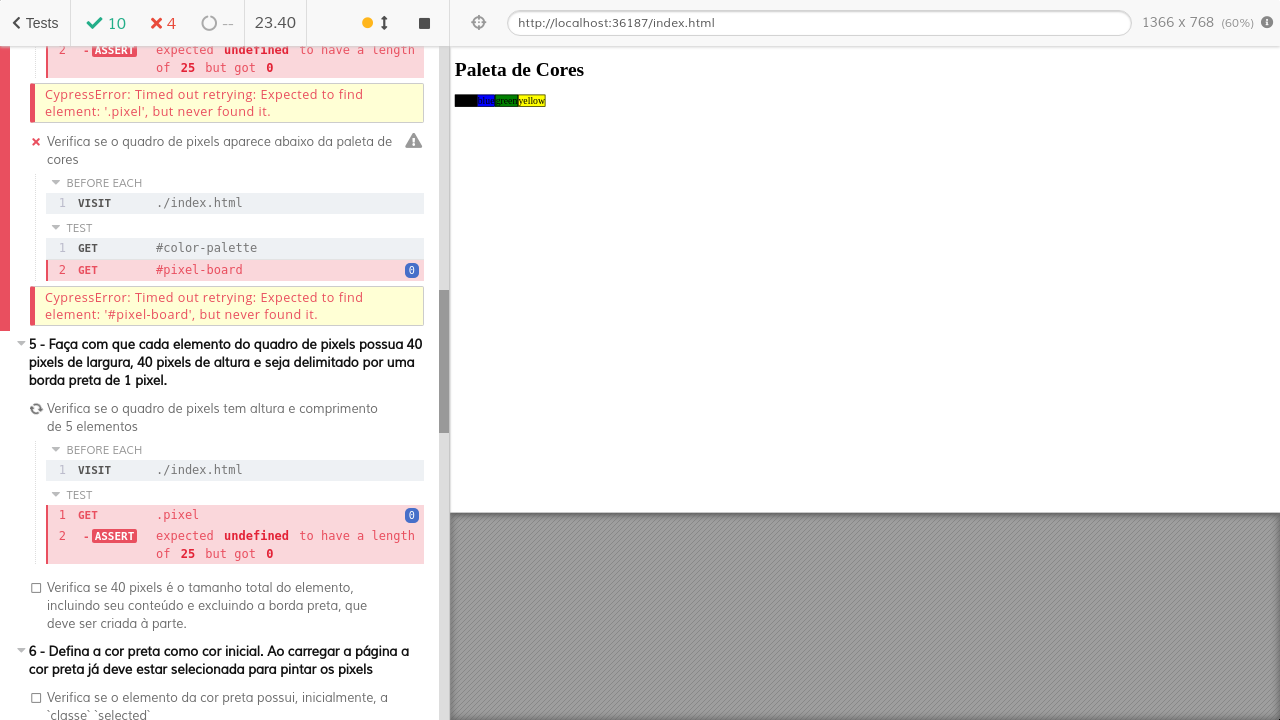 Tests 10 4 -- 23.40 http://localhost:36187/index.html 1366 x 768 (60%)
2 -ASSERT expected undefined to have a length
of 25 but got 0
CypressError: Timed out retrying: Expected to find
element: '.pixel', but never found it.
Verifica se o quadro de pixels aparece abaixo da paleta de
cores
BEFORE EACH
1 VISIT ./index.html
TEST
1 GET #color-palette
2 GET #pixel-board 0
CypressError: Timed out retrying: Expected to find
element: '#pixel-board', but never found it.
5 - Faça com que cada elemento do quadro de pixels possua 40
pixels de largura, 40 pixels de altura e seja delimitado por uma
borda preta de 1 pixel.
Verifica se o quadro de pixels tem altura e comprimento
de 5 elementos
BEFORE EACH
1 VISIT ./index.html
TEST
1 GET .pixel 0
2 -ASSERT expected undefined to have a length
of 25 but got 0
Verifica se 40 pixels é o tamanho total do elemento,
incluindo seu conteúdo e excluindo a borda preta, que
deve ser criada à parte.
6 - Defina a cor preta como cor inicial. Ao carregar a página a
cor preta já deve estar selecionada para pintar os pixels
Verifica se o elemento da cor preta possui, inicialmente, a
`classe` `selected`
Paleta de Cores
green yellow